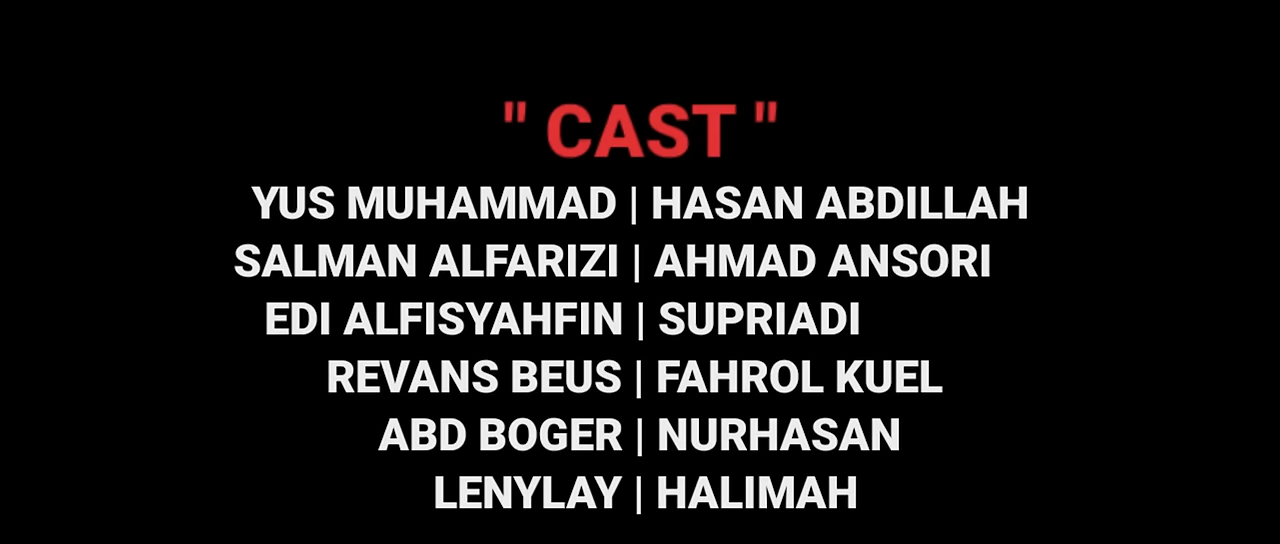 " CAST "
YUS MUHAMMAD | HASAN ABDILLAH
SALMAN ALFARIZI | AHMAD ANSORI
EDI ALFISYAHFIN | SUPRIADI
REVANS BEUS | FAHROL KUEL
ABD BOGER | NURHASAN
LENYLAY | HALIMAH